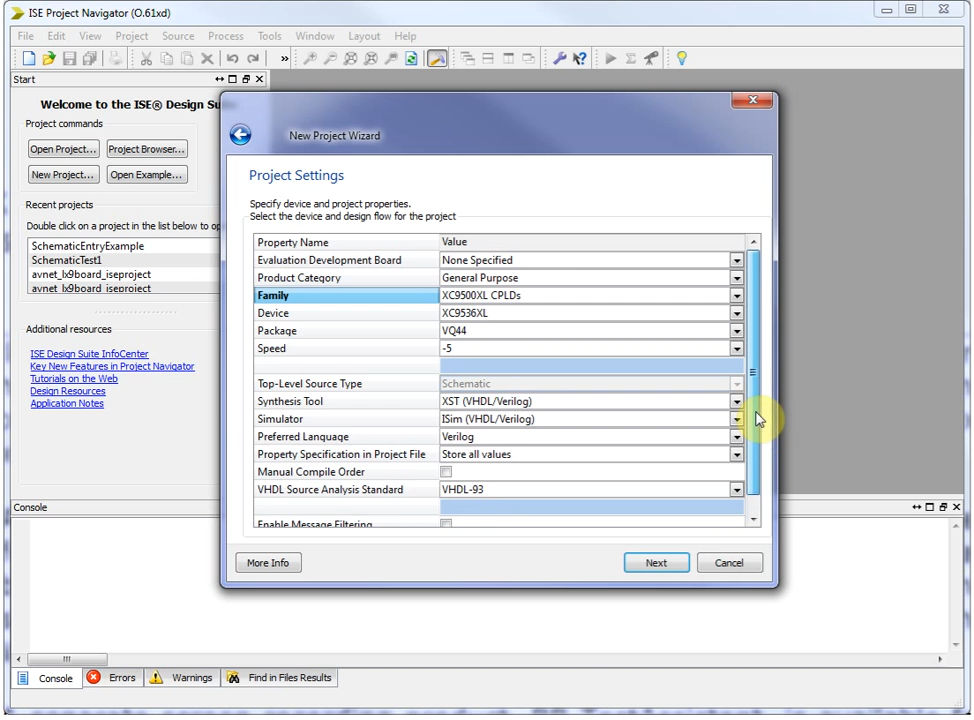 ISE Project Navigator (O.61xd)
File Edit View Project Source Process Tools Window Layout Help
Start
Welcome to the ISE® Design Su
Project commands
Open Project... Project Browser...
New Project... Open Example...
Recent projects
Double click on a project in the list below to op
SchematicEntryExample
SchematicTest1
avnet_lx9board_iseproject
avnet_lx9board_iseproject
Additional resources
ISE Design Suite InfoCenter
Key New Features in Project Navigator
Tutorials on the Web
Design Resources
Application Notes
New Project Wizard
Project Settings
Specify device and project properties.
Select the device and design flow for the project
Property Name Value
Evaluation Development Board None Specified
Product Category General Purpose
Family XC9500XL CPLDs
Device XC9536XL
Package VQ44
Speed -5
Top-Level Source Type Schematic
Synthesis Tool XST (VHDL/Verilog)
Simulator ISim (VHDL/Verilog)
Preferred Language Verilog
Property Specification in Project File Store all values
Manual Compile Order
VHDL Source Analysis Standard VHDL-93
Enable Message Filtering
More Info Next Cancel
Console
Console Errors Warnings Find in Files Results